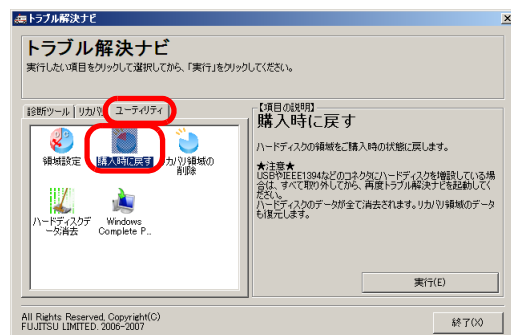 トラブル解決ナビ
トラブル解決ナビ
実行したい項目をクリックして選択してから、「実行」をクリックしてください。
診断ツール
リカバリ
ユーティリティ
領域設定
購入時に戻す
リカバリ領域の
削除
ハードディスクデ
ータ消去
Windows
Complete P...
【項目の説明】
購入時に戻す
ハードディスクの領域をご購入時の状態に戻します。
★注意★
USBやIEEE1394などのコネクタにハードディスクを増設している場
合は、すべて取り外してから、再度トラブル解決ナビを起動してく
ださい。
ハードディスクのデータが全て消去されます。リカバリ領域のデータ
も復元します。
実行(E)
All Rights Reserved, Copyright(C)
FUJITSU LIMITED. 2006-2007
終了(X)